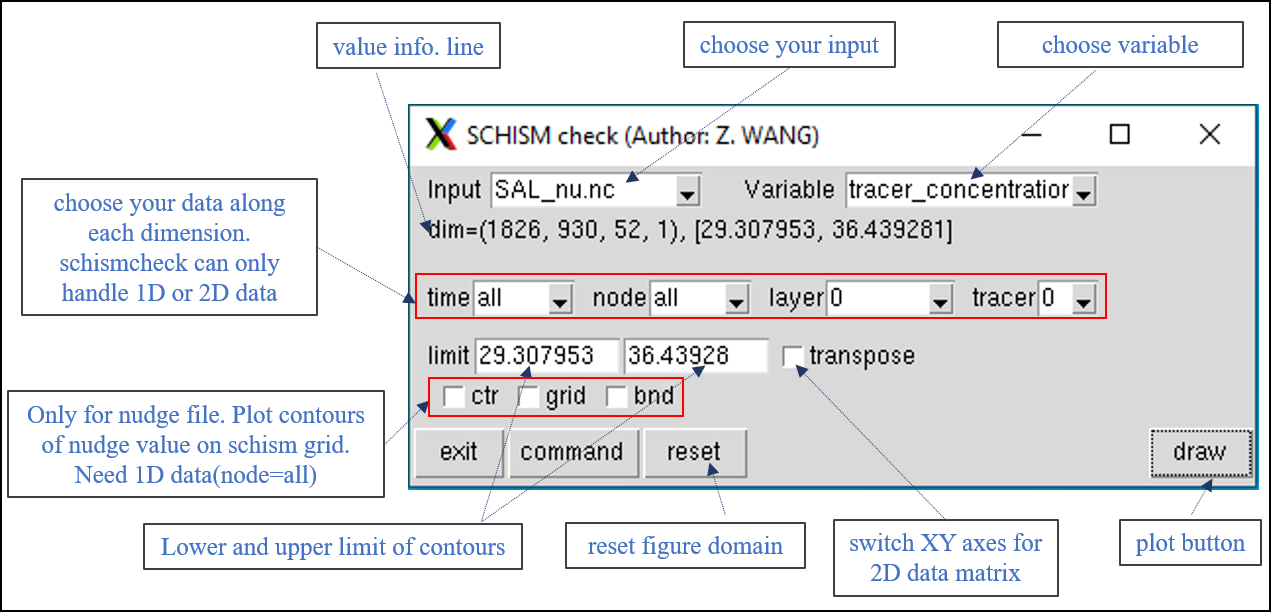 value info. line
choose your input
choose variable
SCHISM check (Author: Z. WANG)
Input SAL_nu.nc Variable tracer_concentration
dim=(1826, 930, 52, 1), [29.307953, 36.439281]
choose your data along
each dimension.
schismcheck can only
handle 1D or 2D data
time all node all layer 0 tracer 0
limit 29.307953 36.43928 transpose
ctr grid bnd
Only for nudge file. Plot contours
of nudge value on schism grid.
Need 1D data(node=all)
exit command reset draw
Lower and upper limit of contours
reset figure domain
switch XY axes for
2D data matrix
plot button